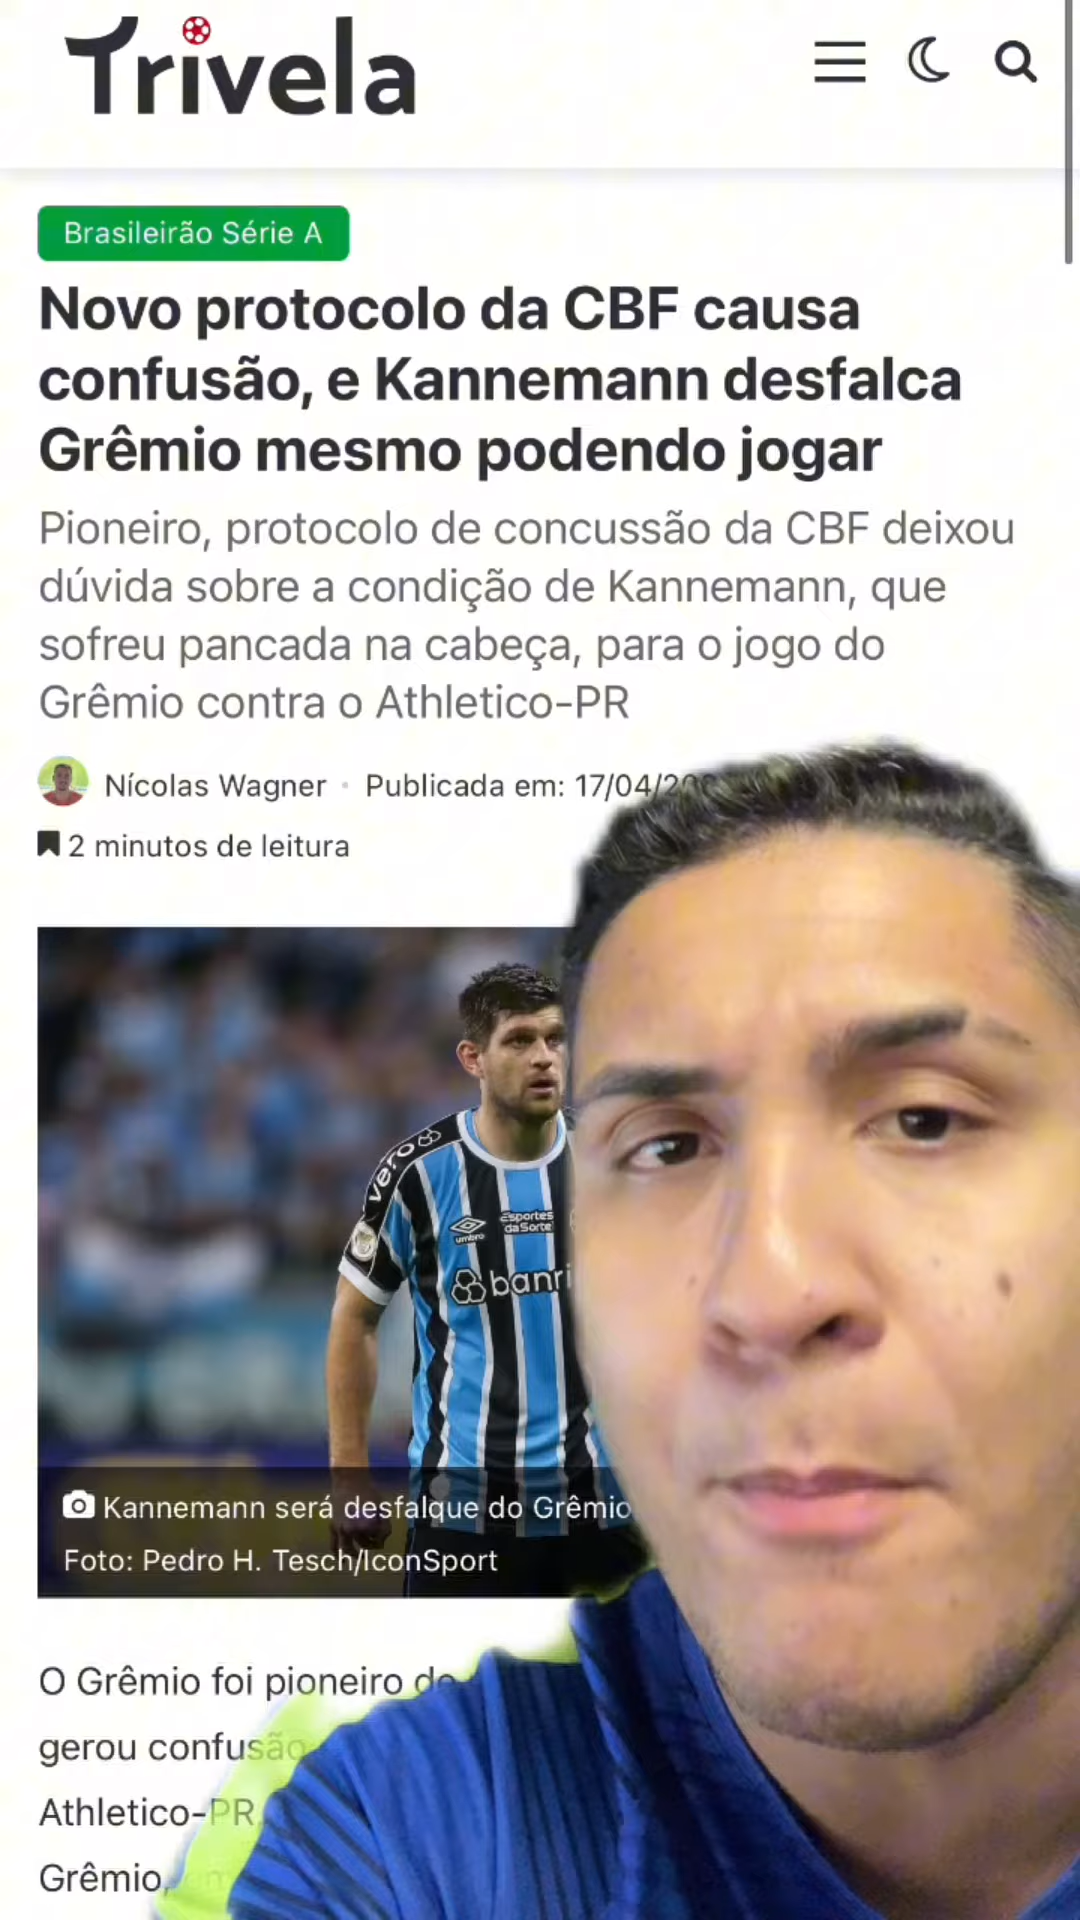 Trivela
Brasileirão Série A
Novo protocolo da CBF causa
confusão, e Kannemann desfalca
Grêmio mesmo podendo jogar
Pioneiro, protocolo de concussão da CBF deixou
dúvida sobre a condição de Kannemann, que
sofreu pancada na cabeça, para o jogo do
Grêmio contra o Athletico-PR
Nícolas Wagner • Publicada em: 17/04/20
2 minutos de leitura
vero
umbro
Esportes
da Sorte
banri
Kannemann será desfalque do Grêmio
Foto: Pedro H. Tesch/IconSport
O Grêmio foi pioneiro de
gerou confusão
Athletico-PR
Grêmio,